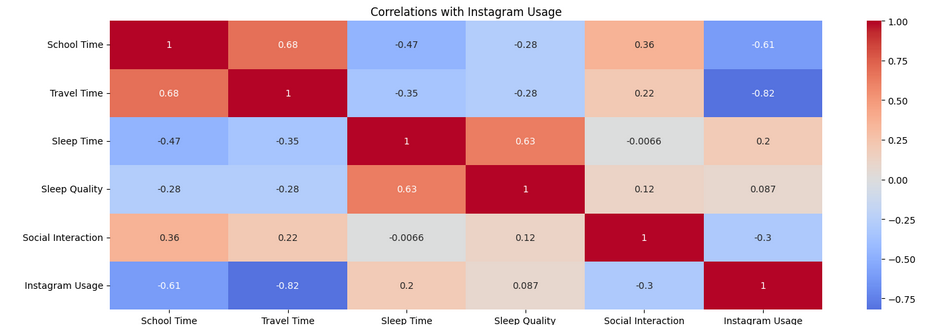 Correlations with Instagram Usage
School Time 1 0.68 -0.47 -0.28 0.36 -0.61
Travel Time 0.68 1 -0.35 -0.28 0.22 -0.82
Sleep Time -0.47 -0.35 1 0.63 -0.0066 0.2
Sleep Quality -0.28 -0.28 0.63 1 0.12 0.087
Social Interaction 0.36 0.22 -0.0066 0.12 1 -0.3
Instagram Usage -0.61 -0.82 0.2 0.087 -0.3 1
School Time Travel Time Sleep Time Sleep Quality Social Interaction Instagram Usage
1.00
0.75
0.50
0.25
0.00
-0.25
-0.50
-0.75